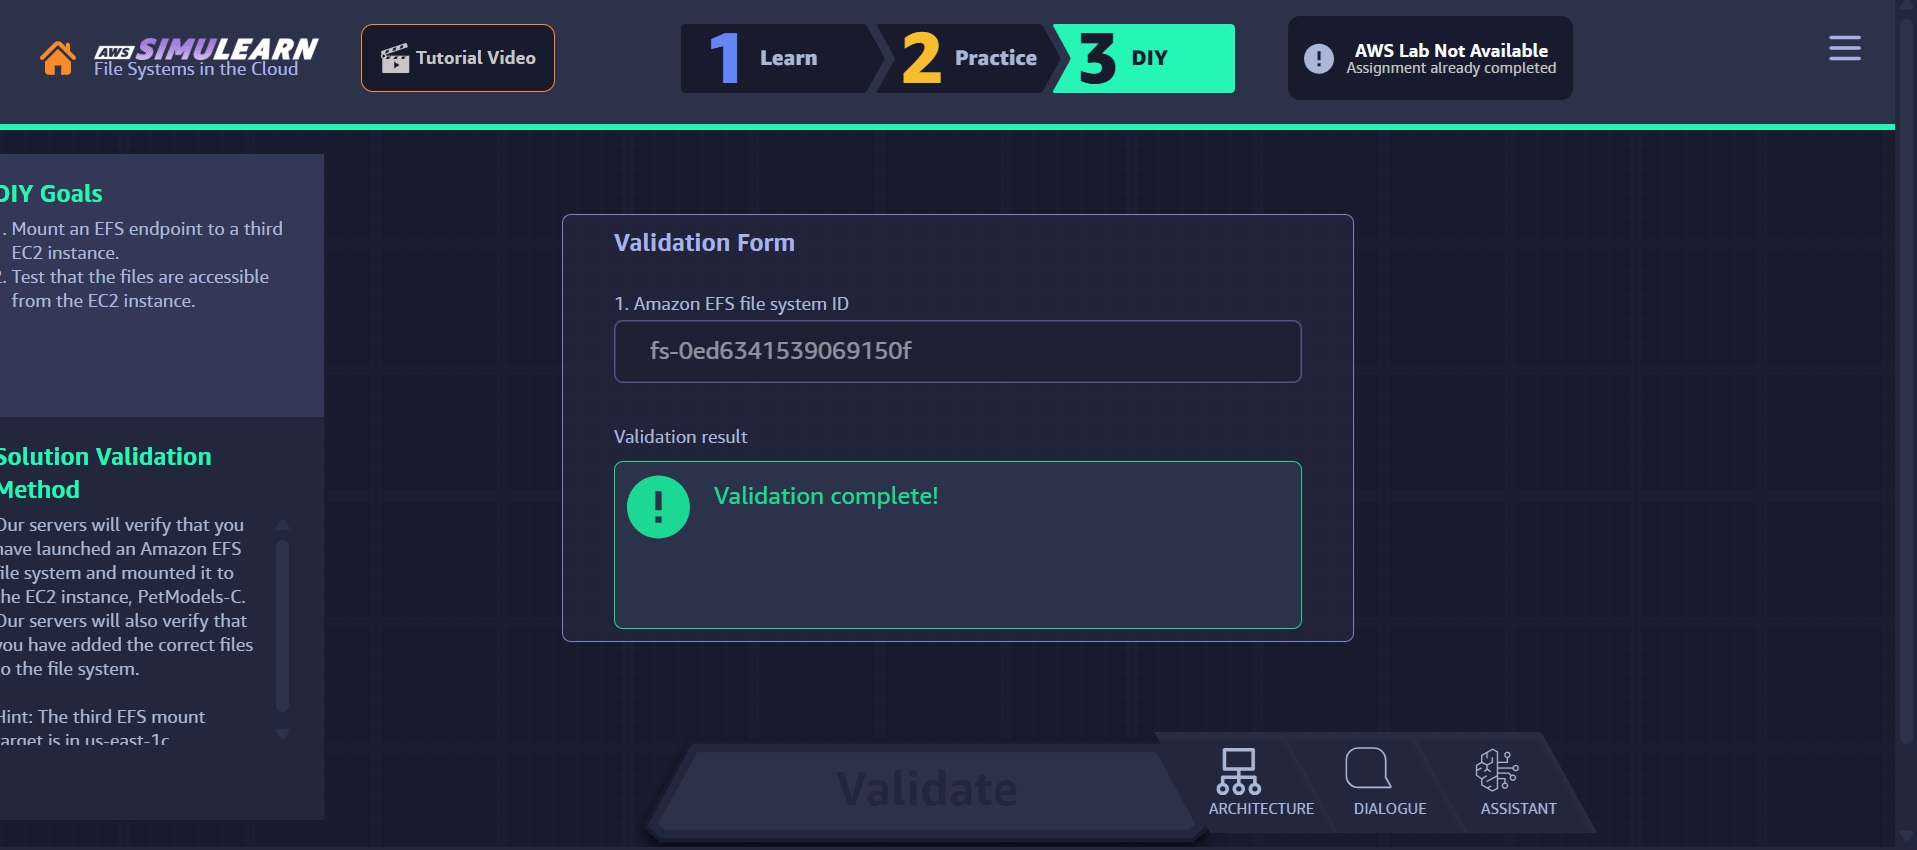 AWS SIMULEARN
File Systems in the Cloud
Tutorial Video
1 Learn
2 Practice
3 DIY
AWS Lab Not Available
Assignment already completed
DIY Goals
. Mount an EFS endpoint to a third
EC2 instance.
2. Test that the files are accessible
from the EC2 instance.
Solution Validation
Method
Our servers will verify that you
have launched an Amazon EFS
file system and mounted it to
the EC2 instance, PetModels-C.
Our servers will also verify that
you have added the correct files
to the file system.
Hint: The third EFS mount
target is in us-east-1c
Validation Form
1. Amazon EFS file system ID
fs-0ed6341539069150f
Validation result
Validation complete!
Validate
ARCHITECTURE
DIALOGUE
ASSISTANT